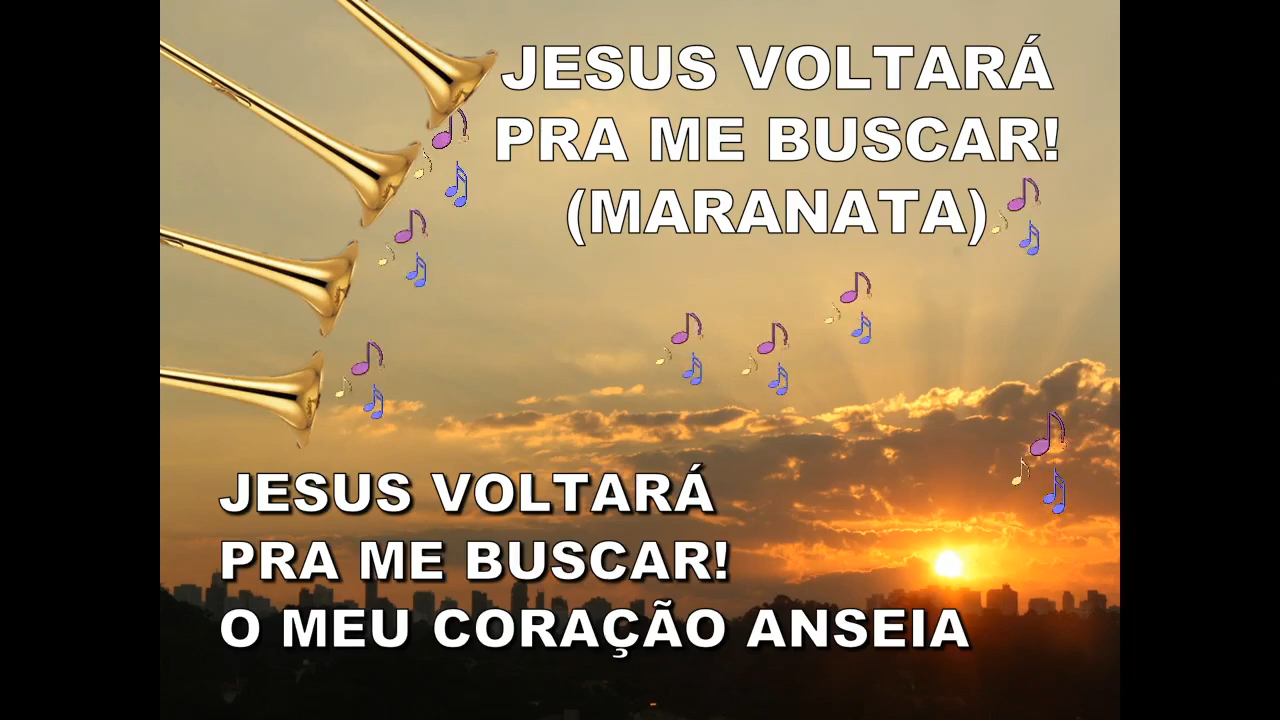 JESUS VOLTARÁ
PRA ME BUSCAR!
(MARANATA)
JESUS VOLTARÁ
PRA ME BUSCAR!
O MEU CORAÇÃO ANSEIA